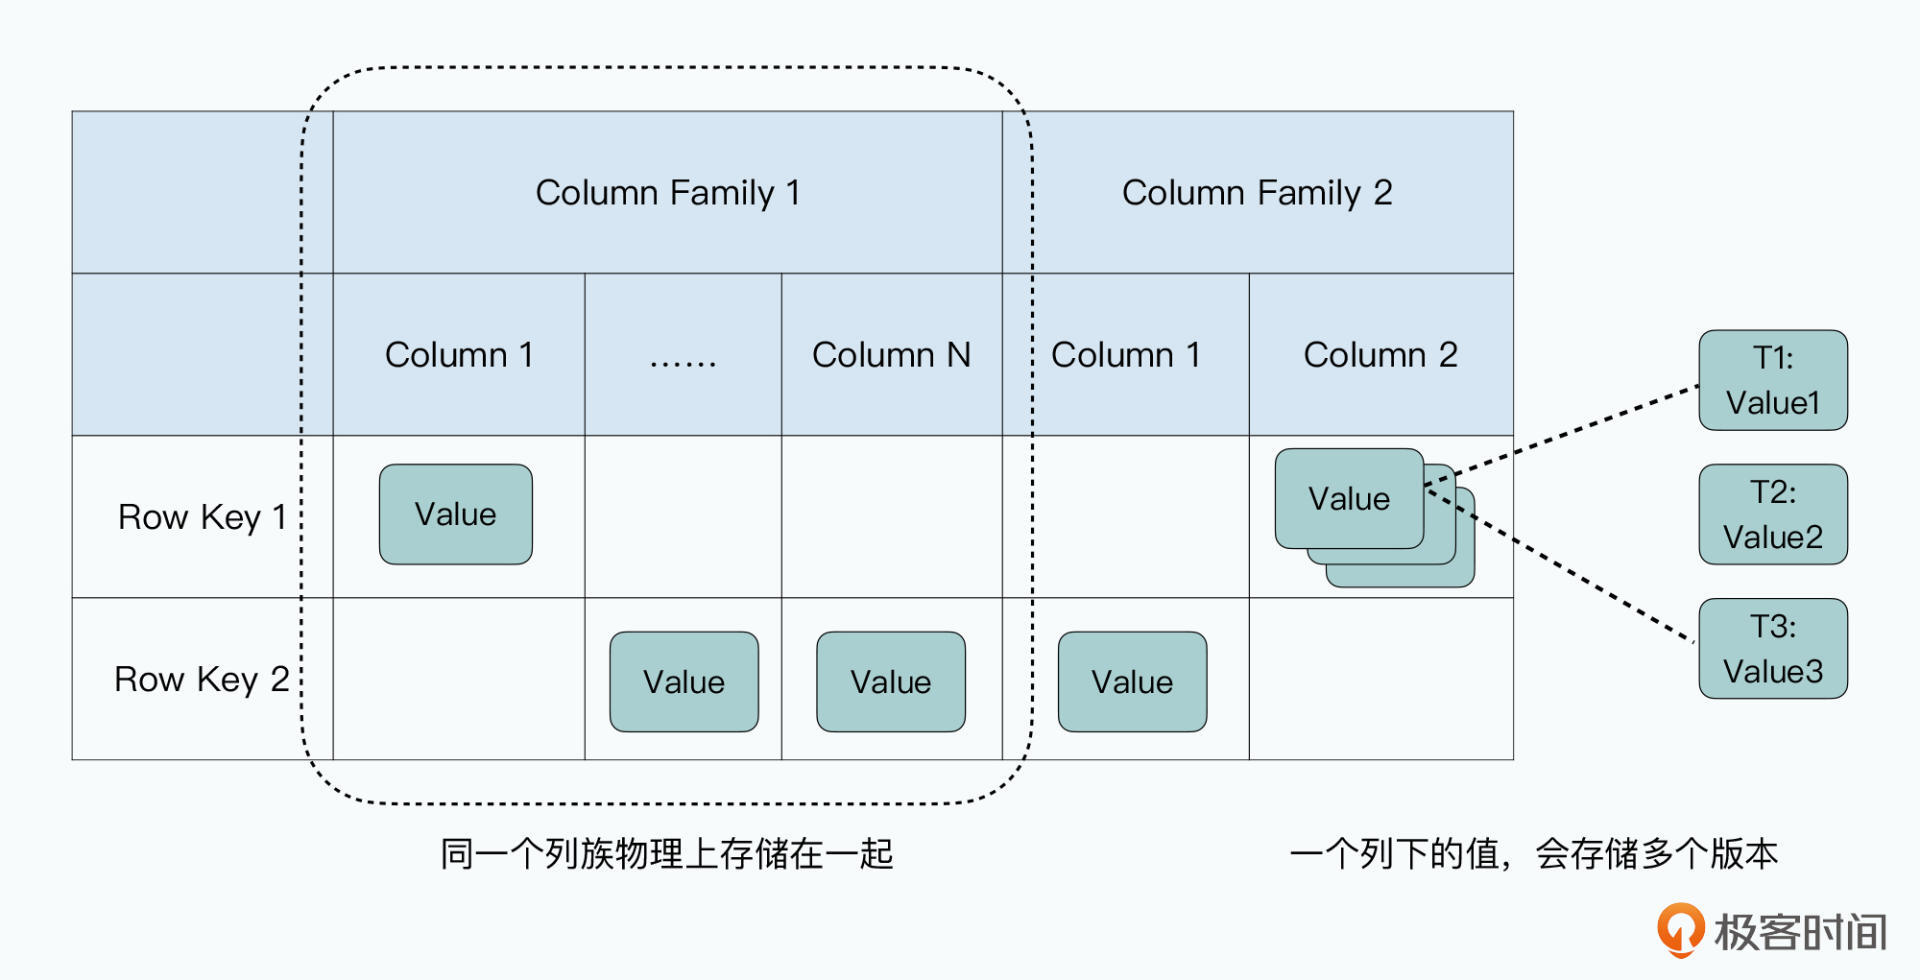 Column Family 1
Column Family 2
Column 1
......
Column N
Column 1
Column 2
Row Key 1
Value
Value
T1:
Value1
T2:
Value2
T3:
Value3
Row Key 2
Value
Value
Value
同一个列族物理上存储在一起
一个列下的值，会存储多个版本
极客时间